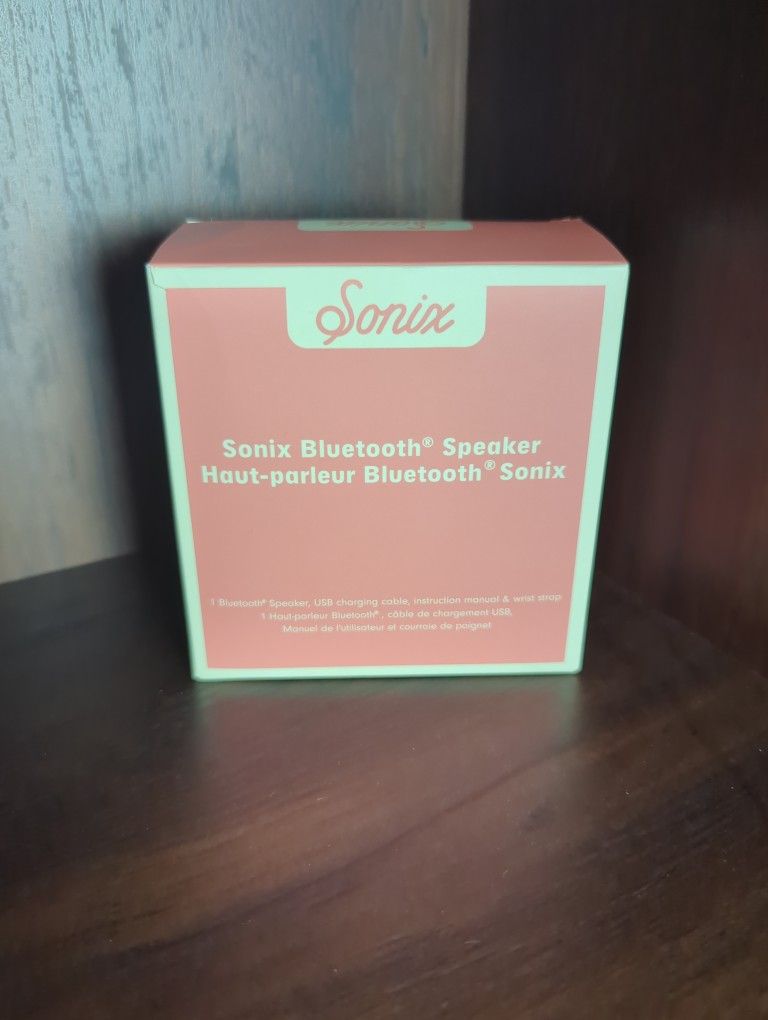 Sonix
Sonix
Sonix Bluetooth® Speaker
Haut-parleur Bluetooth® Sonix
1 Bluetooth® Speaker, USB charging cable, instruction manual & wrist strap
1 Haut-parleur Bluetooth®, câble de chargement USB,
Manuel de l'utilisateur et courroie de poignet